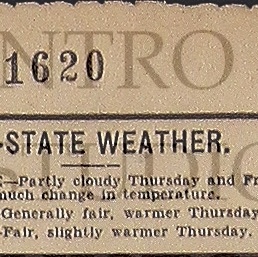 NTRO
1620
-STATE WEATHER.
—Partly cloudy Thursday and Fr
much change in temperature.
Generally fair, warmer Thursday
-Fair, slightly warmer Thursday.